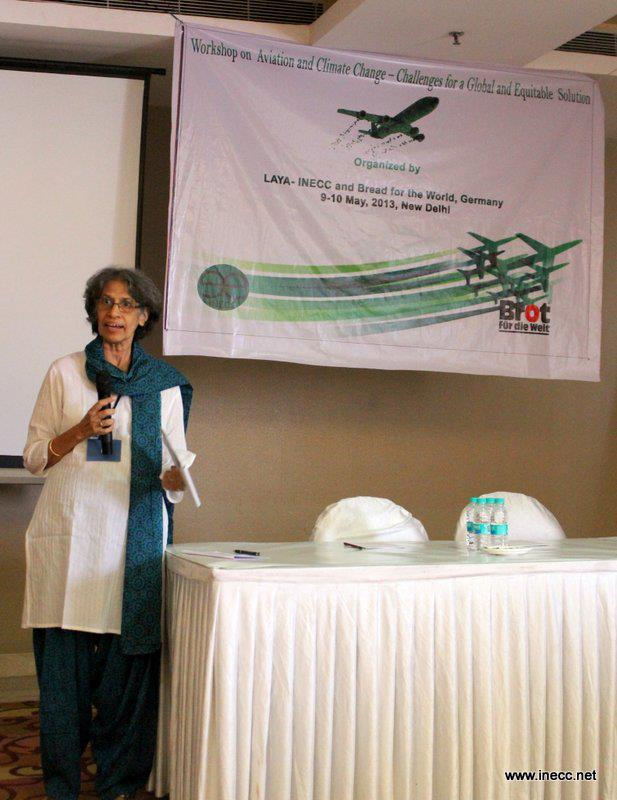 Workshop on Aviation and Climate Change – Challenges for a Global and Equitable Solution
Organized by
LAYA- INECC and Bread for the World, Germany
9-10 May, 2013, New Delhi
Brot
für die Welt
www.inecc.net